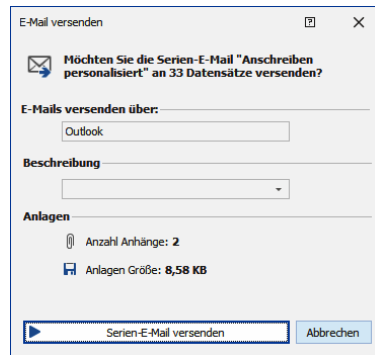 E-Mail versenden
Möchten Sie die Serien-E-Mail "Anschreiben
personalisiert" an 33 Datensätze versenden?
E-Mails versenden über:
Outlook
Beschreibung
Anlagen
Anzahl Anhänge: 2
Anlagen Größe: 8,58 KB
Serien-E-Mail versenden
Abbrechen